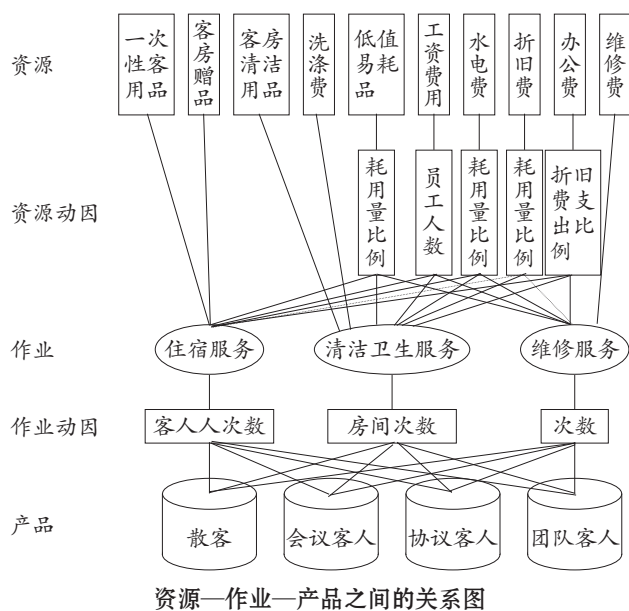 资源
一次性客用品
客房赠品
客房清洁用品
洗涤费
低值易耗品
工资费用
水电费
折旧费
办公费
维修费
资源动因
耗用量比例
员工人数
耗用量比例
耗用量比例
折旧费支出比例
作业
住宿服务
清洁卫生服务
维修服务
作业动因
客人人次数
房间次数
次数
产品
散客
会议客人
协议客人
团队客人
资源—作业—产品之间的关系图